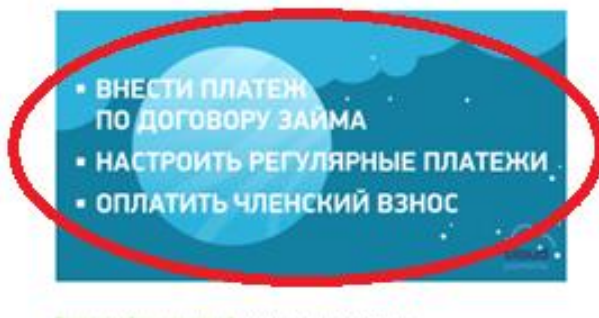 ▪ ВНЕСТИ ПЛАТЕЖ
ПО ДОГОВОРУ ЗАЙМА
▪ НАСТРОИТЬ РЕГУЛЯРНЫЕ ПЛАТЕЖИ
▪ ОПЛАТИТЬ ЧЛЕНСКИЙ ВЗНОС